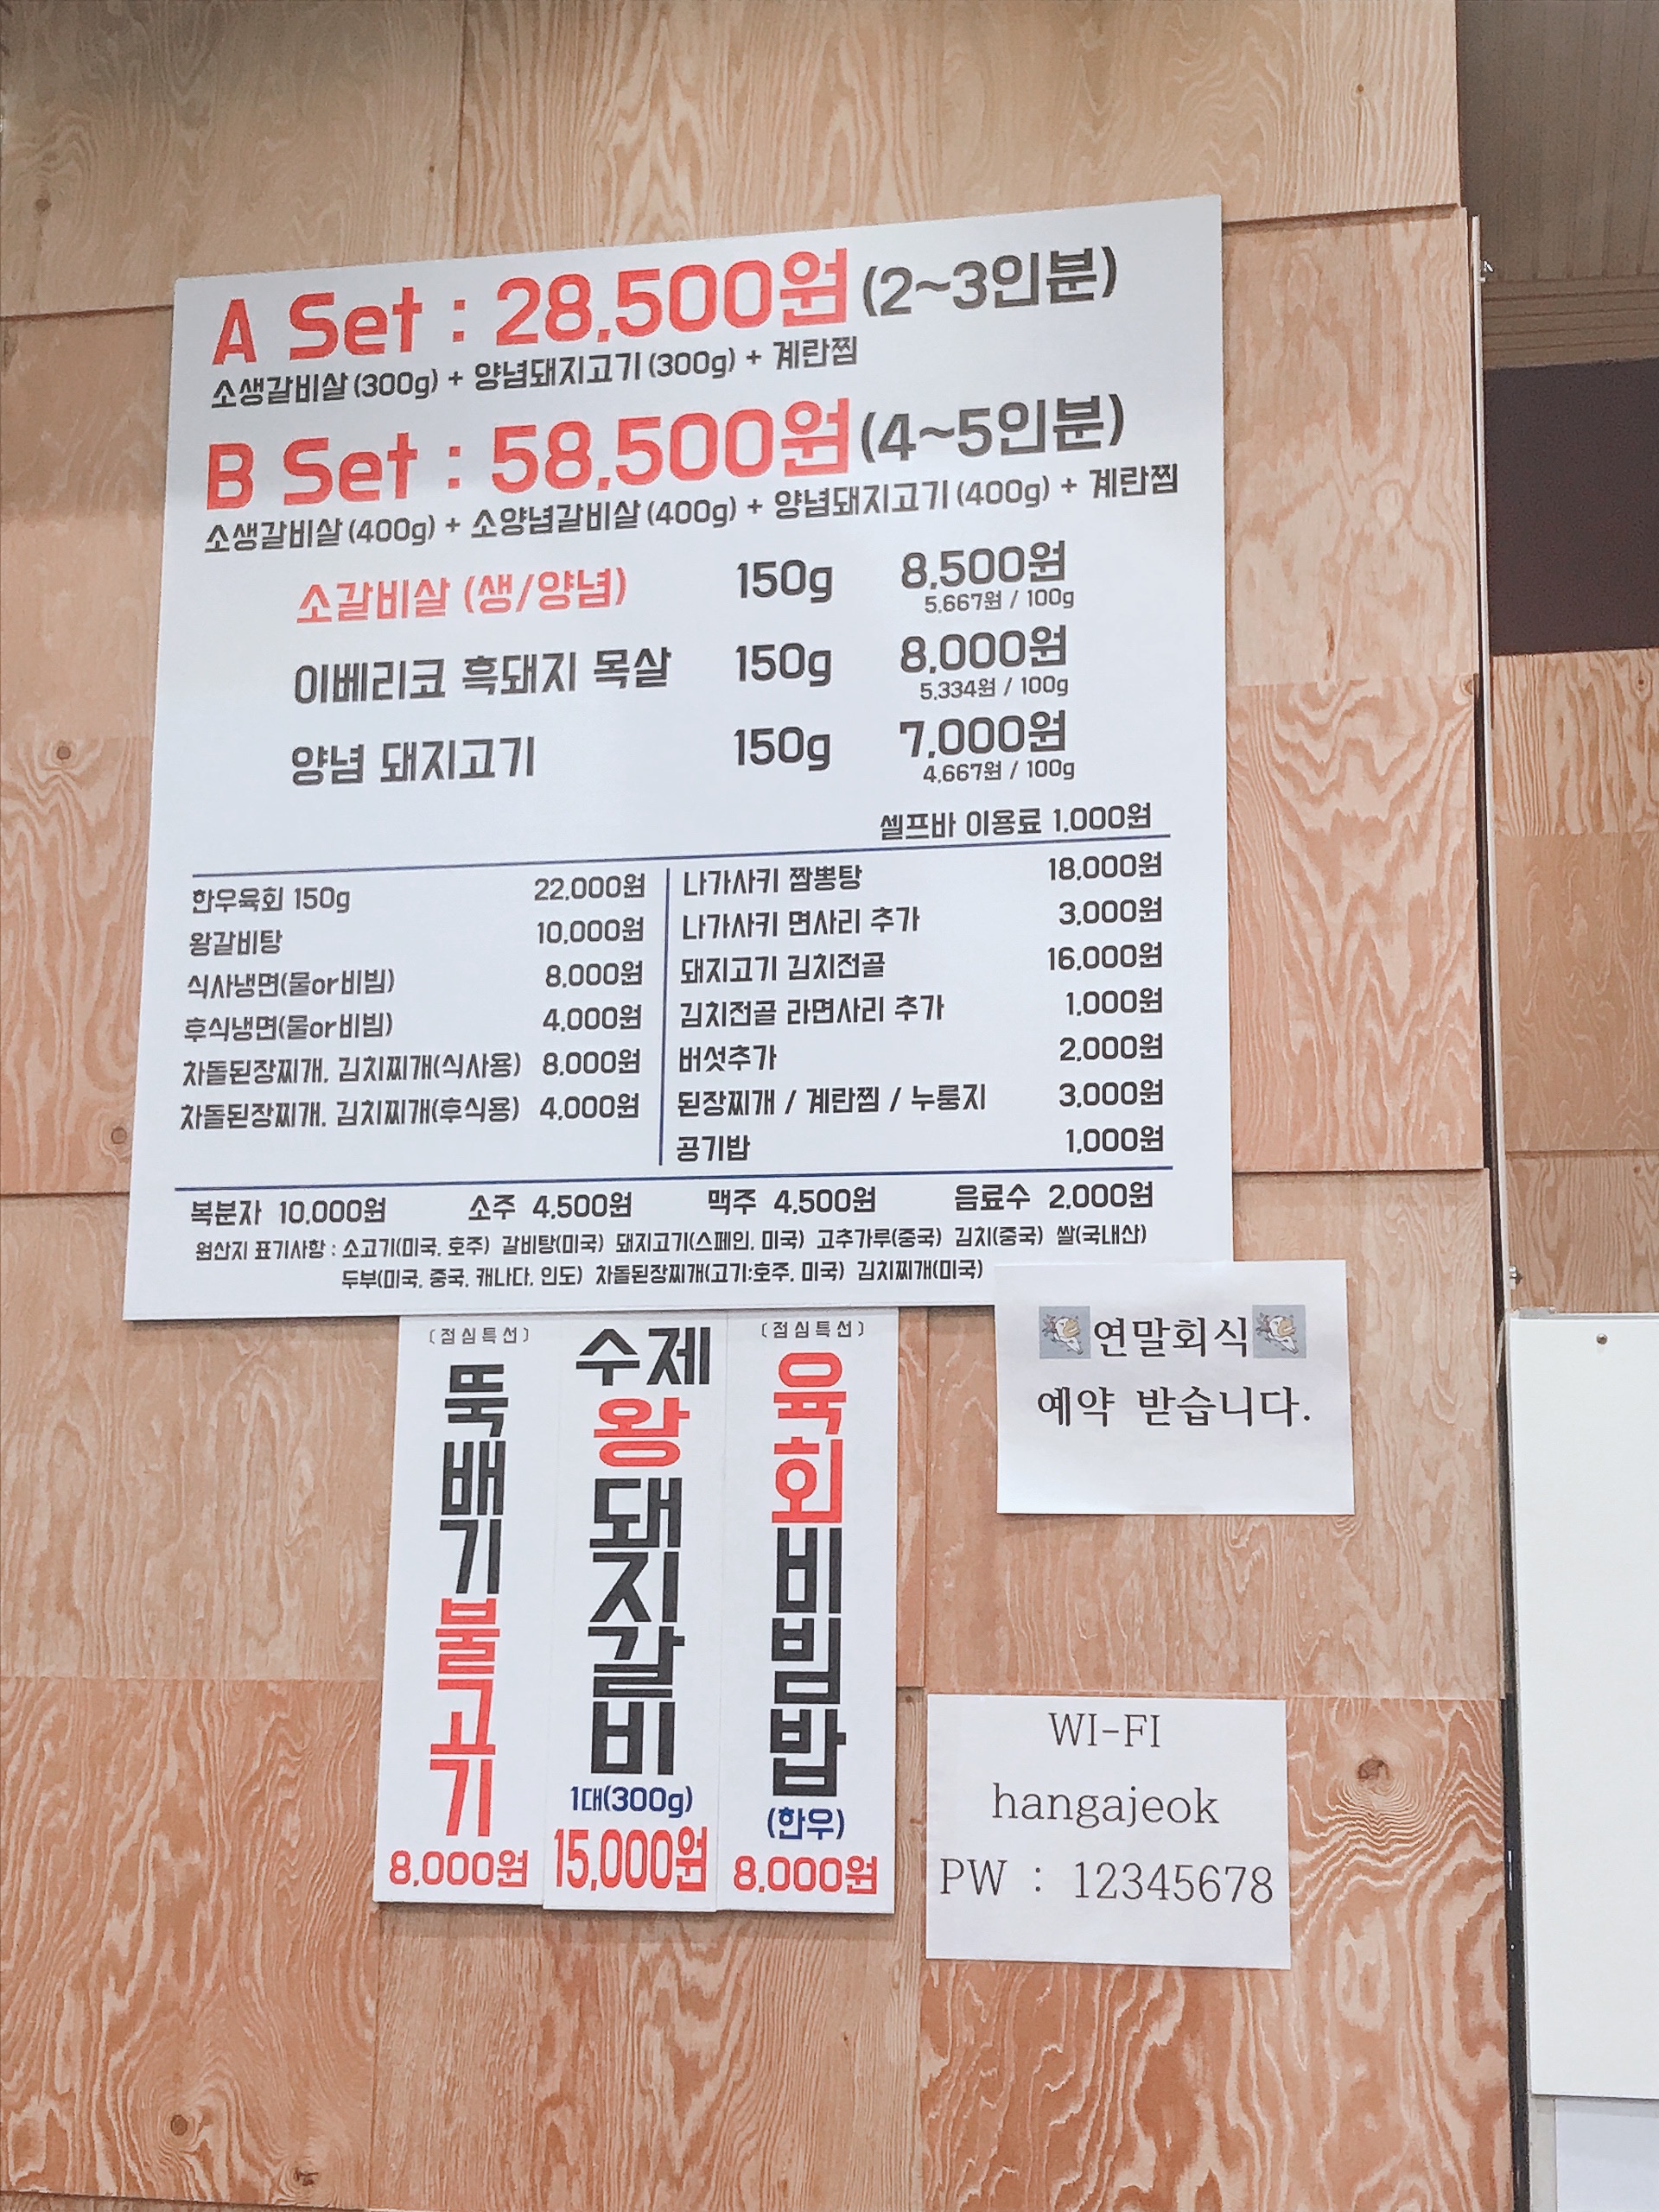 A Set : 28,500원(2~3인분)
소생갈비살(300g) + 양념돼지고기(300g) + 계란찜
B Set : 58,500원(4~5인분)
소생갈비살(400g) + 소양념갈비살(400g) + 양념돼지고기(400g) + 계란찜
소갈비살 (생/양념) 150g 8,500원
5,667원 / 100g
이베리코 흑돼지 목살 150g 8,000원
5,334원 / 100g
양념 돼지고기 150g 7,000원
4,667원 / 100g
셀프바 이용료 1,000원
한우육회 150g 22,000원
왕갈비탕 10,000원
식사냉면(물or비빔) 8,000원
후식냉면(물or비빔) 4,000원
차돌된장찌개, 김치찌개(식사용) 8,000원
차돌된장찌개, 김치찌개(후식용) 4,000원
나가사키 짬뽕탕 18,000원
나가사키 면사리 추가 3,000원
돼지고기 김치전골 16,000원
김치전골 라면사리 추가 1,000원
버섯추가 2,000원
된장찌개 / 계란찜 / 누룽지 3,000원
공기밥 1,000원
복분자 10,000원 소주 4,500원 맥주 4,500원 음료수 2,000원
원산지 표기사항 : 소고기(미국, 호주) 갈비탕(미국) 돼지고기(스페인, 미국) 고추가루(중국) 김치(중국) 쌀(국내산)
두부(미국, 중국, 캐나다, 인도) 차돌된장찌개(고기:호주, 미국) 김치찌개(미국)
(점심특선)
뚝배기불고기
8,000원
수제
왕돼지갈비
1대(300g)
15,000원
(점심특선)
육회비빔밥
(한우)
8,000원
연말회식
예약 받습니다.
WI-FI
hangajeok
PW : 12345678